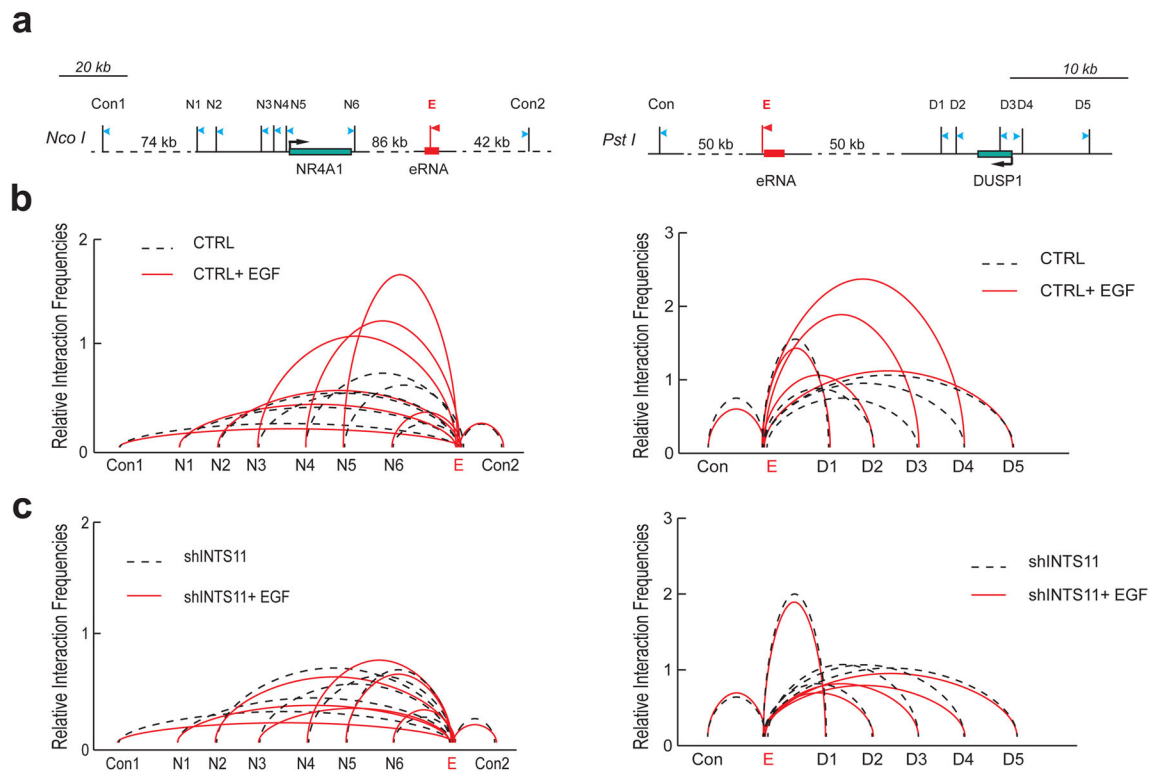 a
20 kb
10 kb
Con1 N1 N2 N3 N4 N5 N6 E Con2
Nco I
74 kb 86 kb 42 kb
NR4A1 eRNA
Con E D1 D2 D3 D4 D5
Pst I
50 kb 50 kb
eRNA DUSP1
b
Relative Interaction Frequencies
2
1
0
CTRL
CTRL+ EGF
Con1 N1 N2 N3 N4 N5 N6 E Con2
Relative Interaction Frequencies
3
2
1
0
CTRL
CTRL+ EGF
Con E D1 D2 D3 D4 D5
c
Relative Interaction Frequencies
2
1
0
shINTS11
shINTS11+ EGF
Con1 N1 N2 N3 N4 N5 N6 E Con2
Relative Interaction Frequencies
3
2
1
0
shINTS11
shINTS11+ EGF
Con E D1 D2 D3 D4 D5